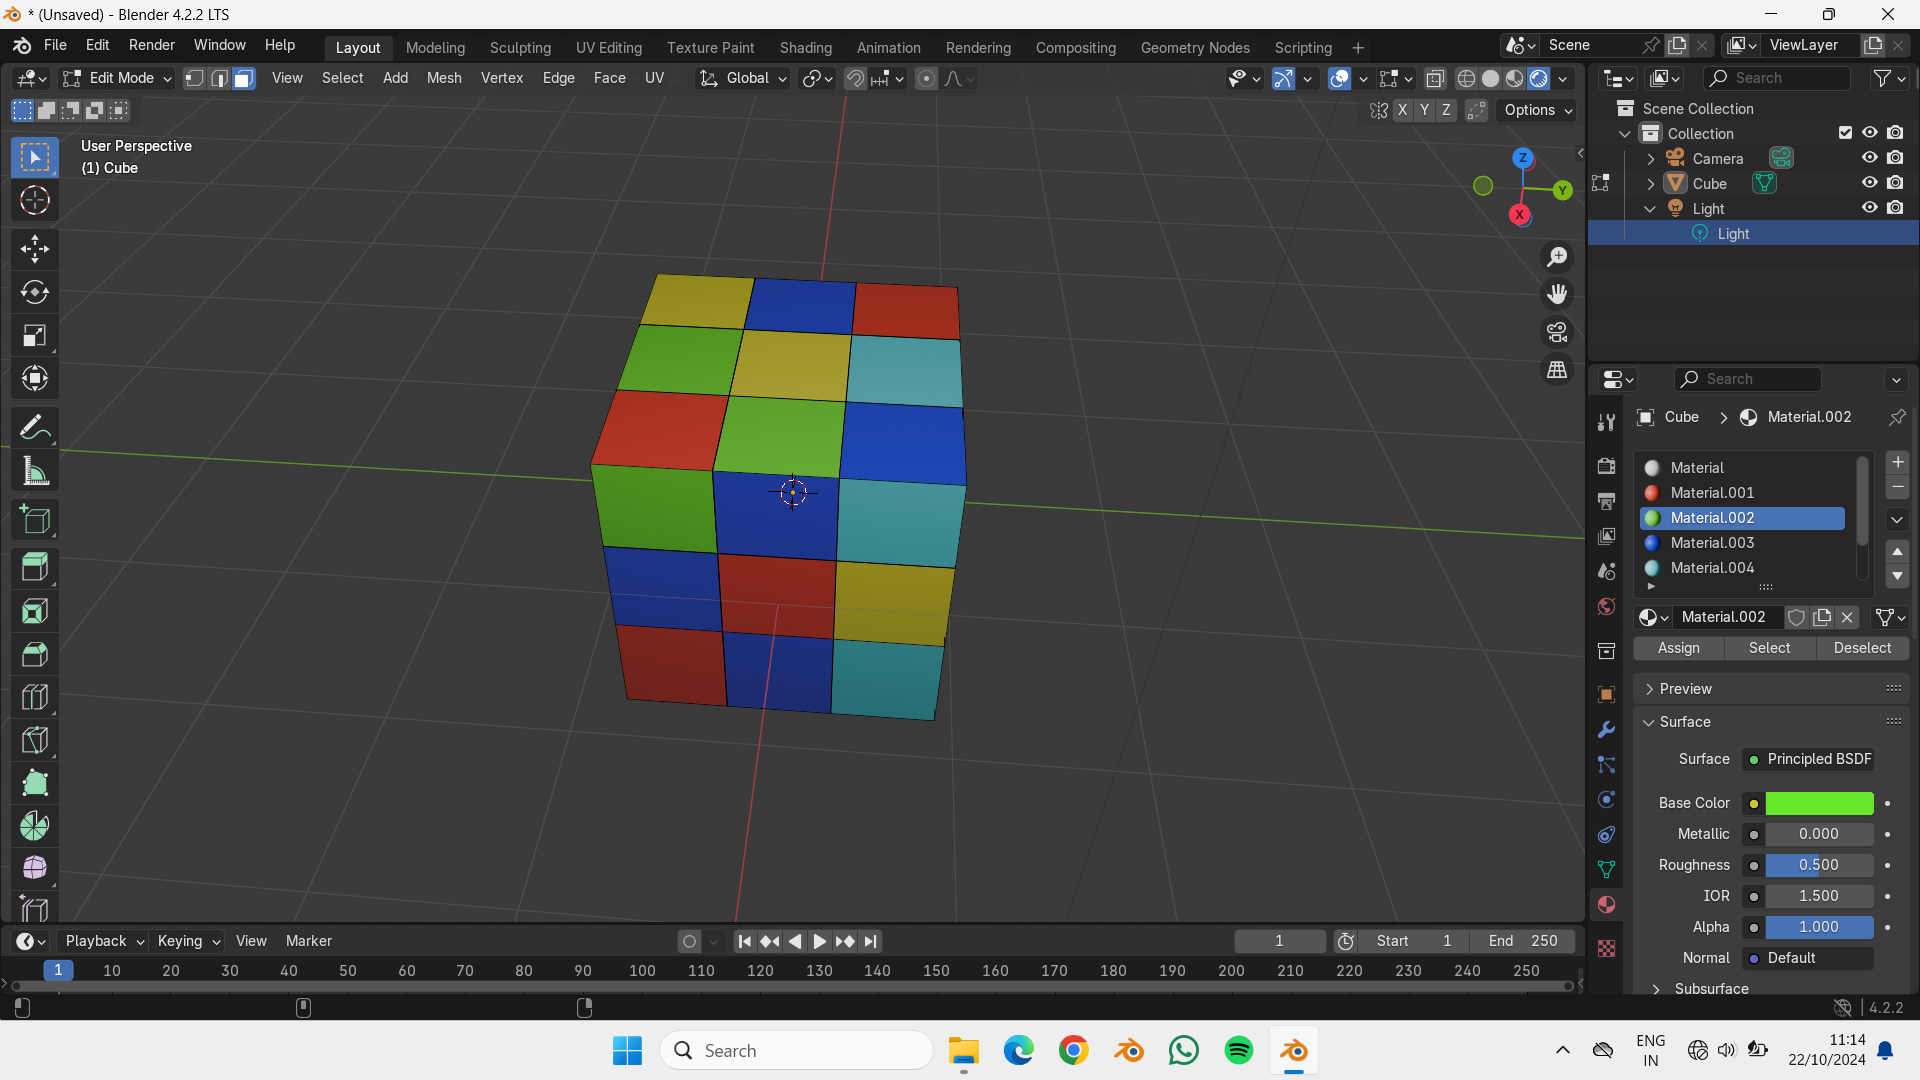 * (Unsaved) - Blender 4.2.2 LTS
File Edit Render Window Help Layout Modeling Sculpting UV Editing Texture Paint Shading Animation Rendering Compositing Geometry Nodes Scripting + Scene ViewLayer
Edit Mode View Select Add Mesh Vertex Edge Face UV Global Search
X Y Z Options
User Perspective
(1) Cube
Z
Y
X
Scene Collection
Collection
Camera
Cube
Light
Light
Search
Cube > Material.002
Material
Material.001
Material.002
Material.003
Material.004
Material.002
Assign Select Deselect
Preview
Surface
Surface Principled BSDF
Base Color
Metallic 0.000
Roughness 0.500
IOR 1.500
Alpha 1.000
Normal Default
Subsurface
Playback Keying View Marker 1 Start 1 End 250
1 10 20 30 40 50 60 70 80 90 100 110 120 130 140 150 160 170 180 190 200 210 220 230 240 250
4.2.2
Search
ENG
IN
11:14
22/10/2024